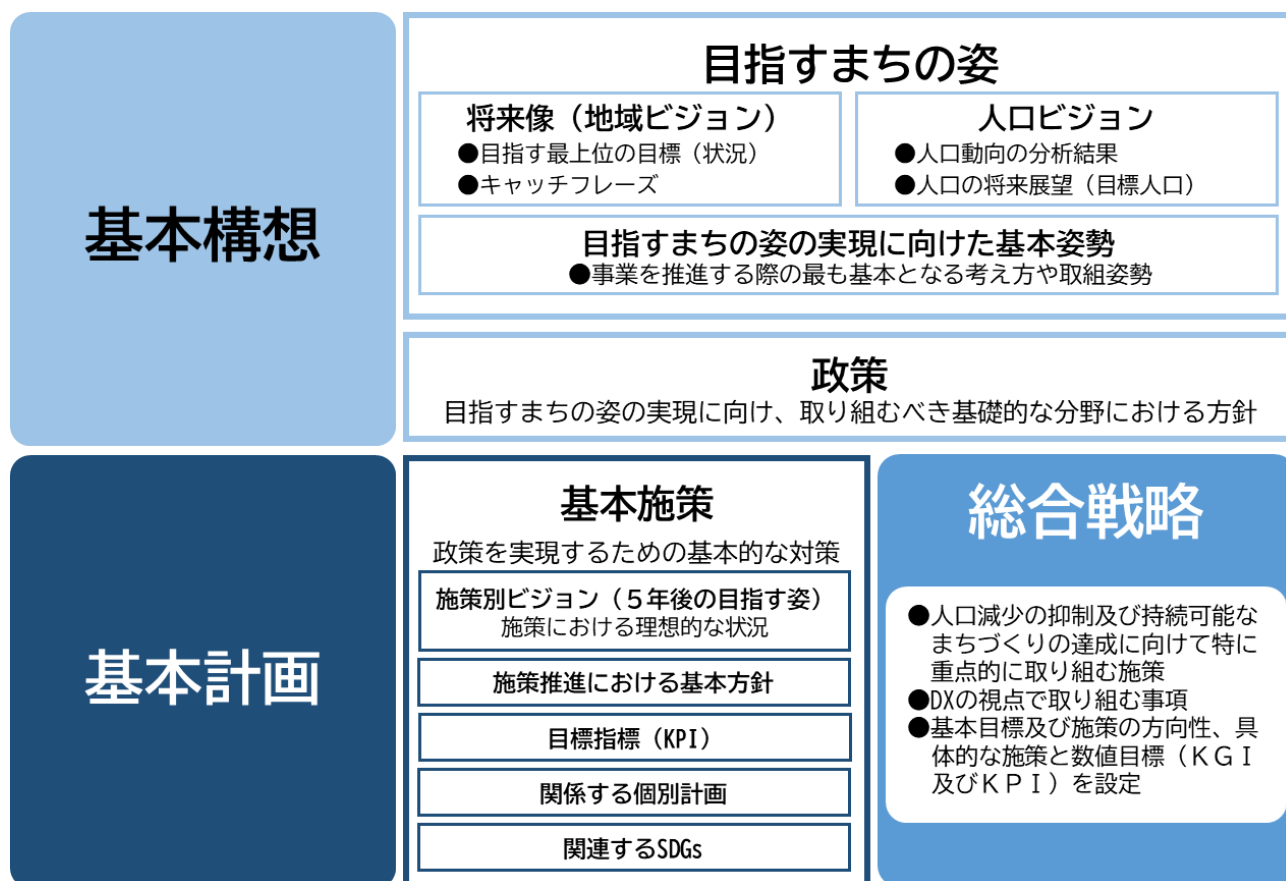 基本構想
目指すまちの姿
将来像（地域ビジョン）
●目指す最上位の目標（状況）
●キャッチフレーズ
人口ビジョン
●人口動向の分析結果
●人口の将来展望（目標人口）
目指すまちの姿の実現に向けた基本姿勢
●事業を推進する際の最も基本となる考え方や取組姿勢
政策
目指すまちの姿の実現に向け、取り組むべき基礎的な分野における方針
基本計画
基本施策
政策を実現するための基本的な対策
施策別ビジョン（５年後の目指す姿）
施策における理想的な状況
施策推進における基本方針
目標指標（KPI）
関係する個別計画
関連するSDGs
総合戦略
●人口減少の抑制及び持続可能な
まちづくりの達成に向けて特に
重点的に取り組む施策
●DXの視点で取り組む事項
●基本目標及び施策の方向性、具
体的な施策と数値目標（ＫＧＩ
及びＫＰＩ）を設定